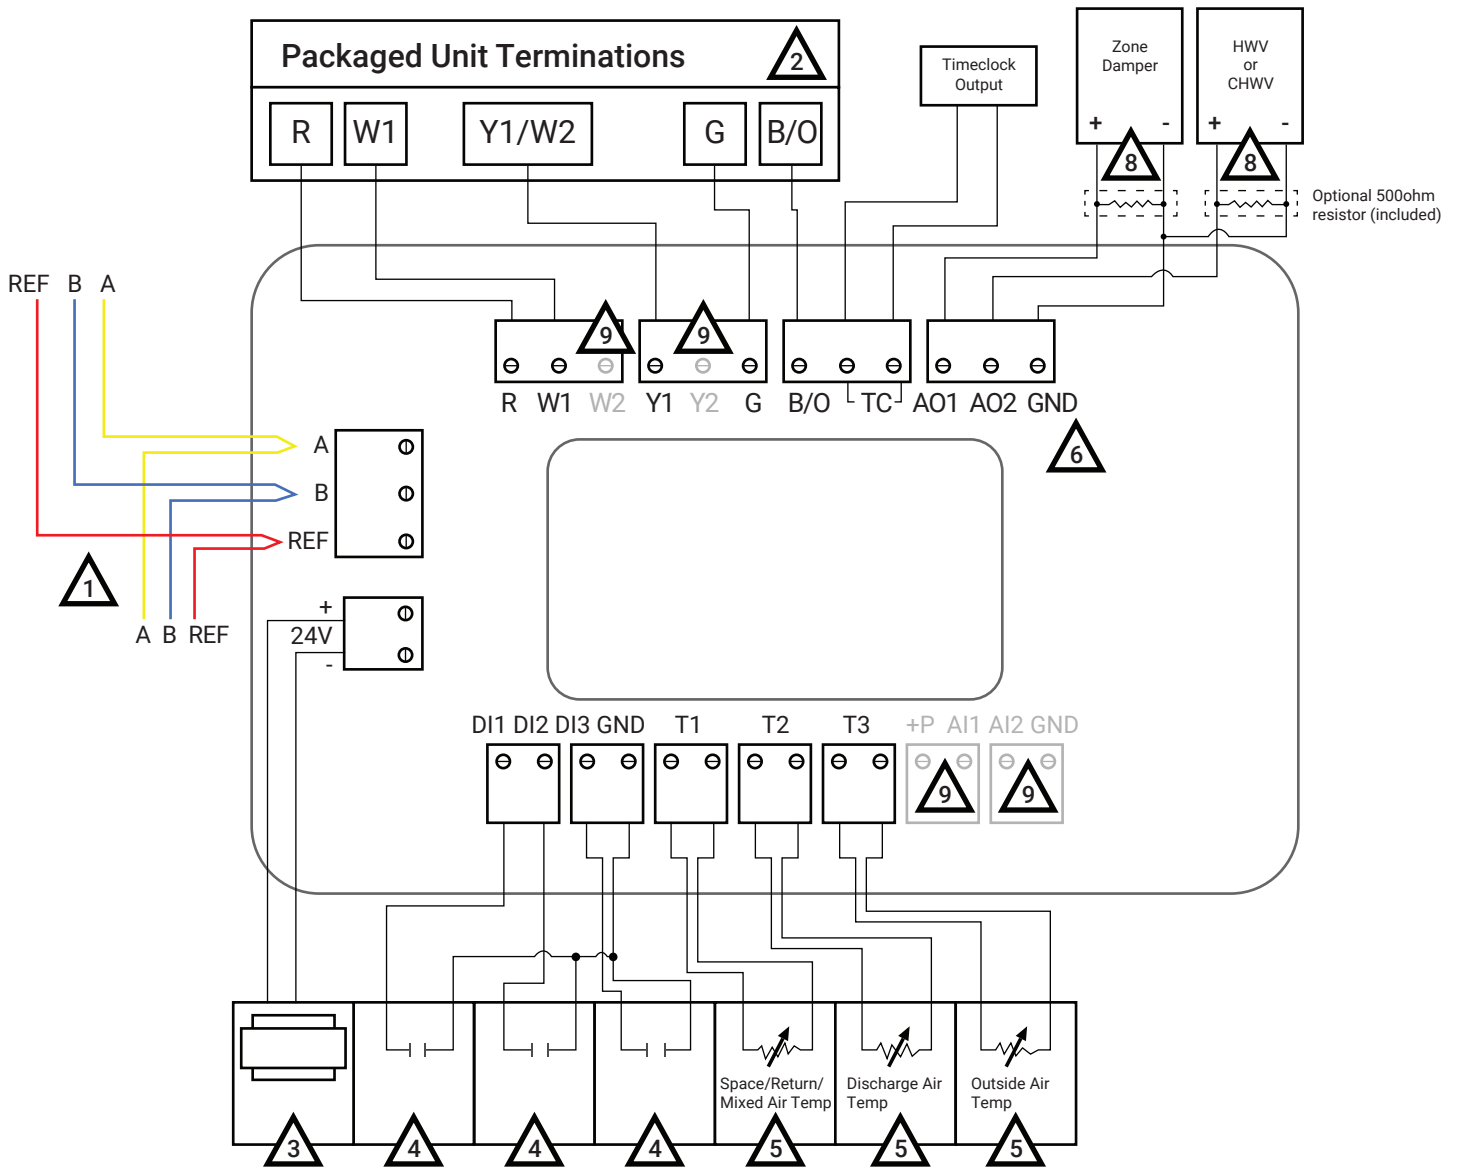 Packaged Unit Terminations
2
R W1 Y1/W2 G B/O
Timeclock
Output
Zone
Damper
+ -
8
HWV
or
CHWV
+ -
8
Optional 500ohm
resistor (included)
REF B A
9 9
R W1 W2 Y1 Y2 G B/O TC AO1 AO2 GND
6
A
B
REF
1
A B REF
+
24V
-
DI1 DI2 DI3 GND T1 T2 T3 +P AI1 AI2 GND
9 9
Space/Return/
Mixed Air Temp
Discharge Air
Temp
Outside Air
Temp
3 4 4 4 5 5 5